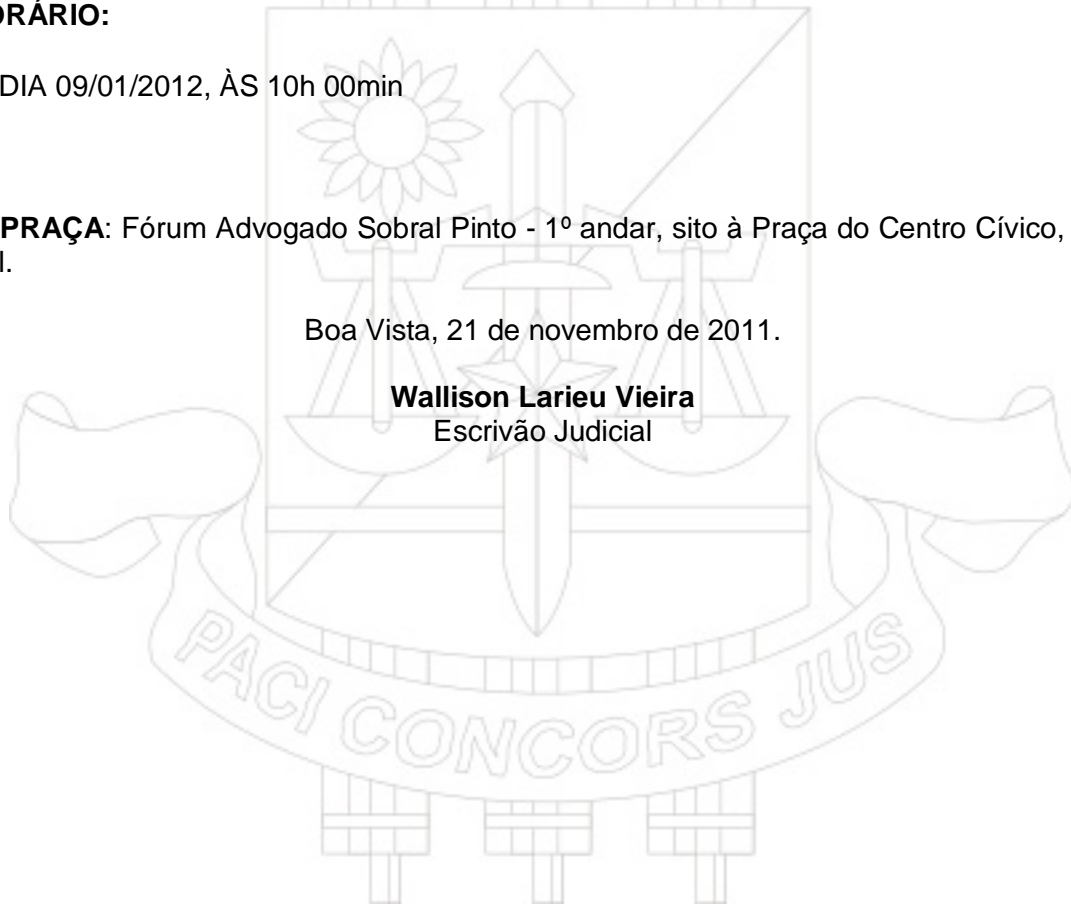 ORÁRIO:
DIA 09/01/2012, ÀS 10h 00min
PRAÇA: Fórum Advogado Sobral Pinto - 1º andar, sito à Praça do Centro Cívico,
l.
Boa Vista, 21 de novembro de 2011.
Wallison Larieu Vieira
Escrivão Judicial
PACI CONCORS JUS